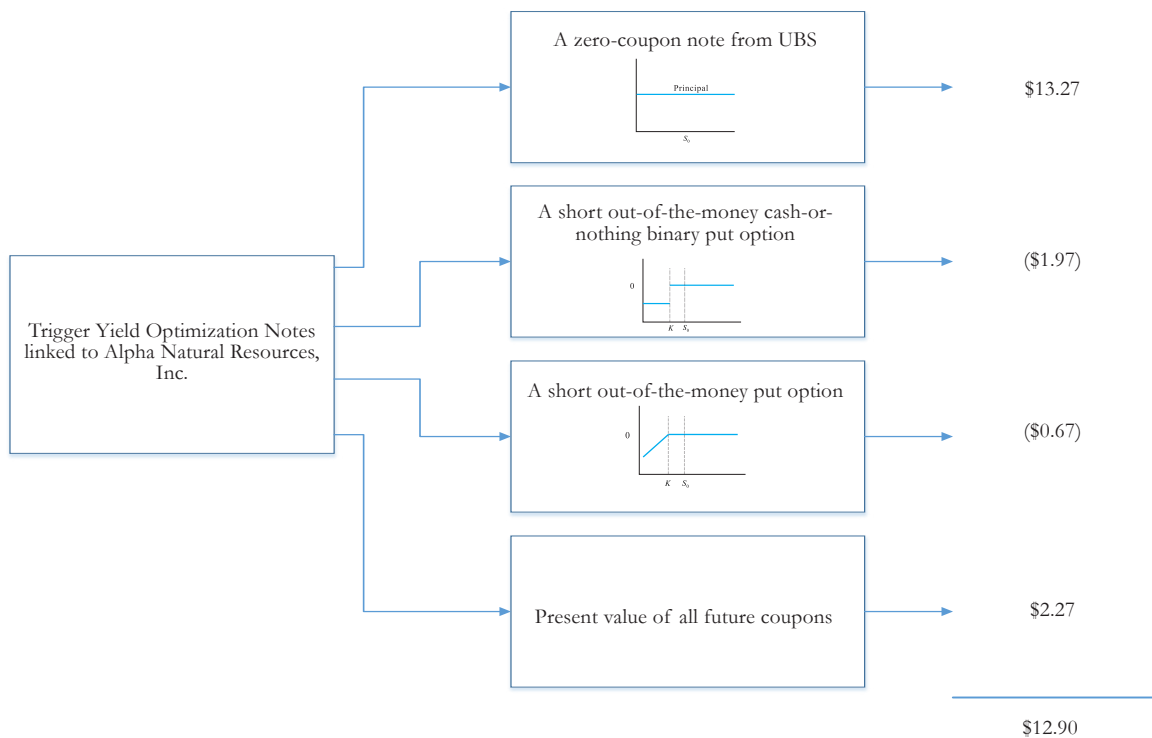 A zero-coupon note from UBS
Principal
S₀
$13.27
A short out-of-the-money cash-or-
nothing binary put option
0
K
S₀
($1.97)
Trigger Yield Optimization Notes
linked to Alpha Natural Resources,
Inc.
A short out-of-the-money put option
0
K
S₀
($0.67)
Present value of all future coupons
$2.27
$12.90